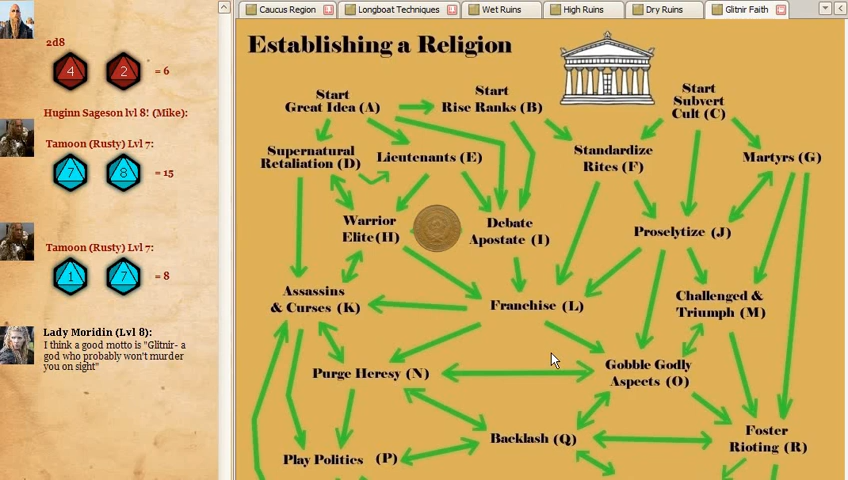 Caucus Region
Longboat Techniques
Wet Ruins
High Ruins
Dry Ruins
Glitnir Faith
2d8
4
2
= 6
Huginn Sageson lvl 8! (Mike):
Tamoon (Rusty) Lvl 7:
7
8
= 15
Tamoon (Rusty) Lvl 7:
1
7
= 8
Lady Moridin (Lvl 8):
I think a good motto is "Glitnir- a
god who probably won't murder
you on sight"
Establishing a Religion
Start
Great Idea (A)
Start
Rise Ranks (B)
Start
Subvert
Cult (C)
Supernatural
Retaliation (D)
Lieutenants (E)
Standardize
Rites (F)
Martyrs (G)
Warrior
Elite(H)
Debate
Apostate (I)
Proselytize (J)
Assassins
& Curses (K)
Franchise (L)
Challenged &
Triumph (M)
Purge Heresy (N)
Gobble Godly
Aspects (O)
Play Politics (P)
Backlash (Q)
Foster
Rioting (R)